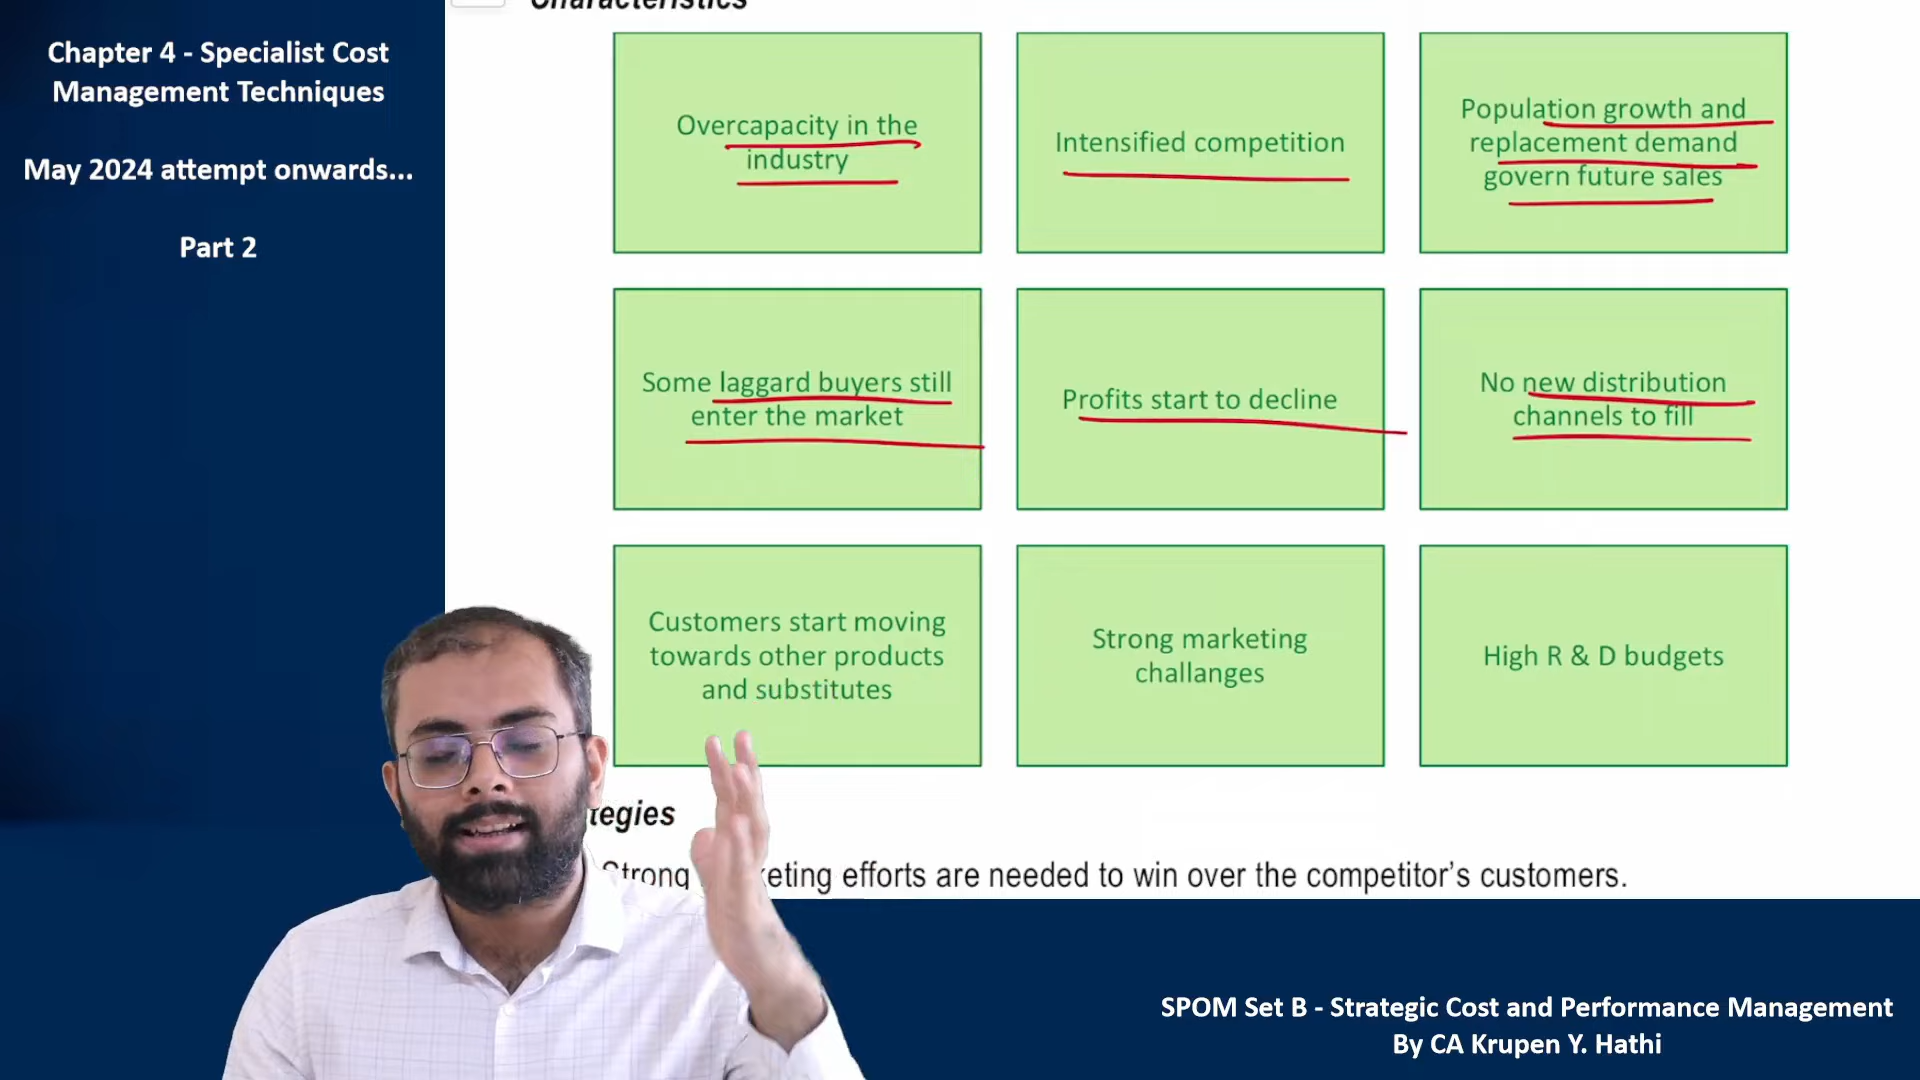 Chapter 4 - Specialist Cost
Management Techniques
May 2024 attempt onwards...
Part 2
Characteristics
Overcapacity in the
industry
Intensified competition
Population growth and
replacement demand
govern future sales
Some laggard buyers still
enter the market
Profits start to decline
No new distribution
channels to fill
Customers start moving
towards other products
and substitutes
Strong marketing
challanges
High R & D budgets
tegies
Strong keting efforts are needed to win over the competitor's customers.
SPOM Set B - Strategic Cost and Performance Management
By CA Krupen Y. Hathi